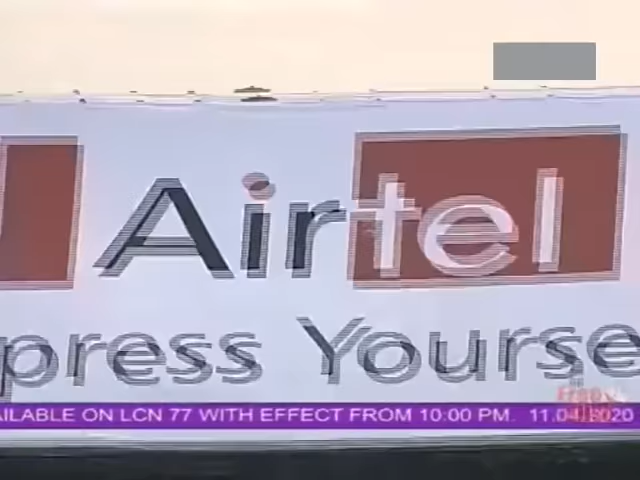 Airtel
press Yourse
AILABLE ON LCN 77 WITH EFFECT FROM 10:00 PM. 11.04.2020